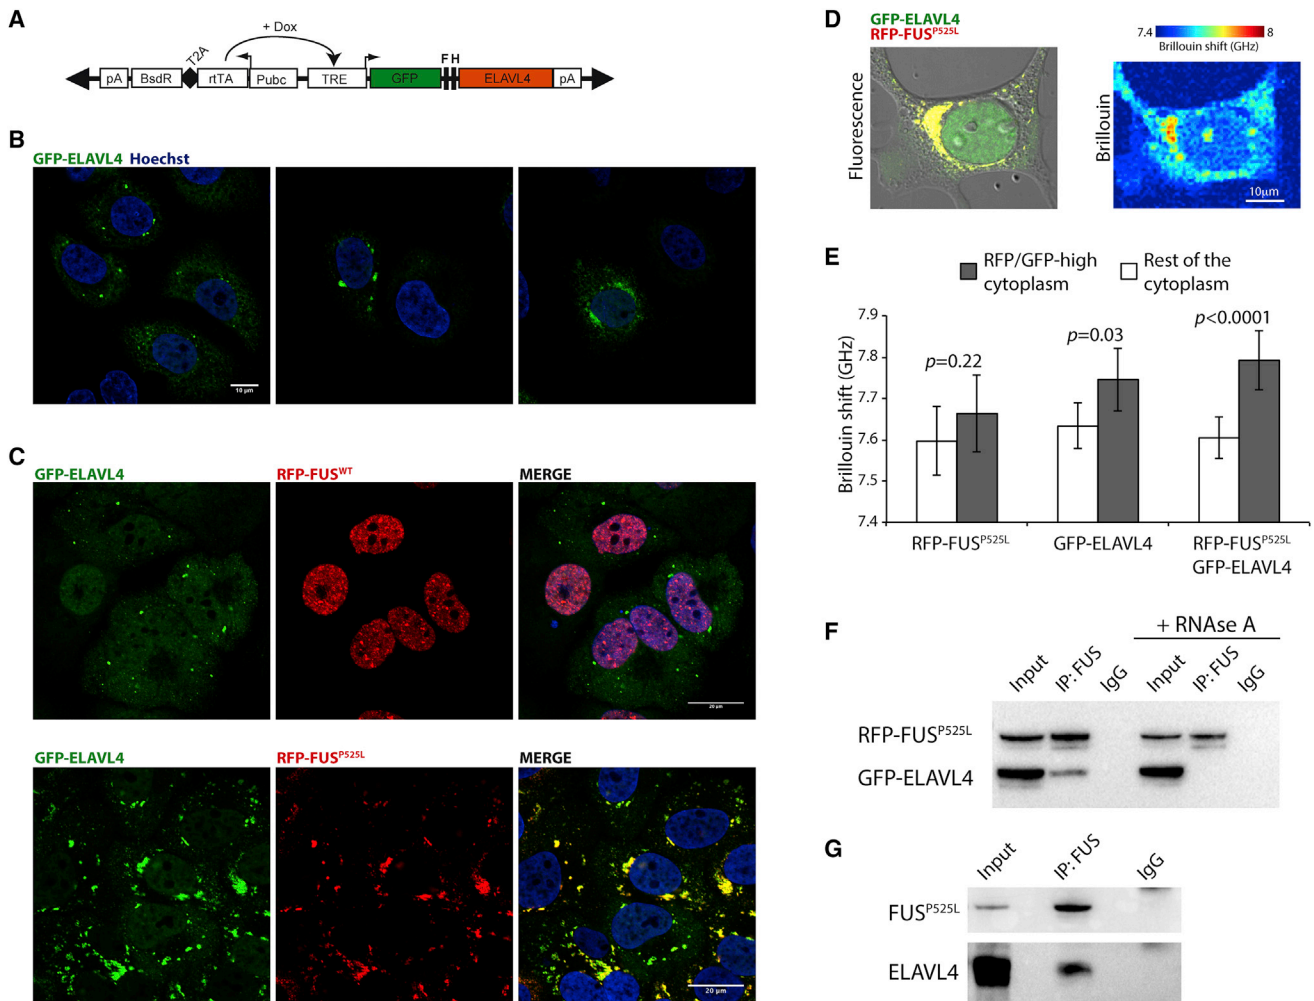 A
+ Dox
pA
BsdR
T2A
rtTA
Pubc
TRE
GFP
F H
ELAVL4
pA
B
GFP-ELAVL4 Hoechst
10 μm
C
GFP-ELAVL4
RFP-FUSWT
MERGE
20 μm
GFP-ELAVL4
RFP-FUSP525L
MERGE
20 μm
D
GFP-ELAVL4
RFP-FUSP525L
Fluorescence
7.4
8
Brillouin shift (GHz)
Brillouin
10μm
E
RFP/GFP-high
cytoplasm
Rest of the
cytoplasm
Brillouin shift (GHz)
7.9
7.8
7.7
7.6
7.5
7.4
p=0.22
p=0.03
p<0.0001
RFP-FUSP525L
GFP-ELAVL4
RFP-FUSP525L
GFP-ELAVL4
F
+ RNAse A
Input
IP: FUS
IgG
Input
IP: FUS
IgG
RFP-FUSP525L
GFP-ELAVL4
G
Input
IP: FUS
IgG
FUSP525L
ELAVL4